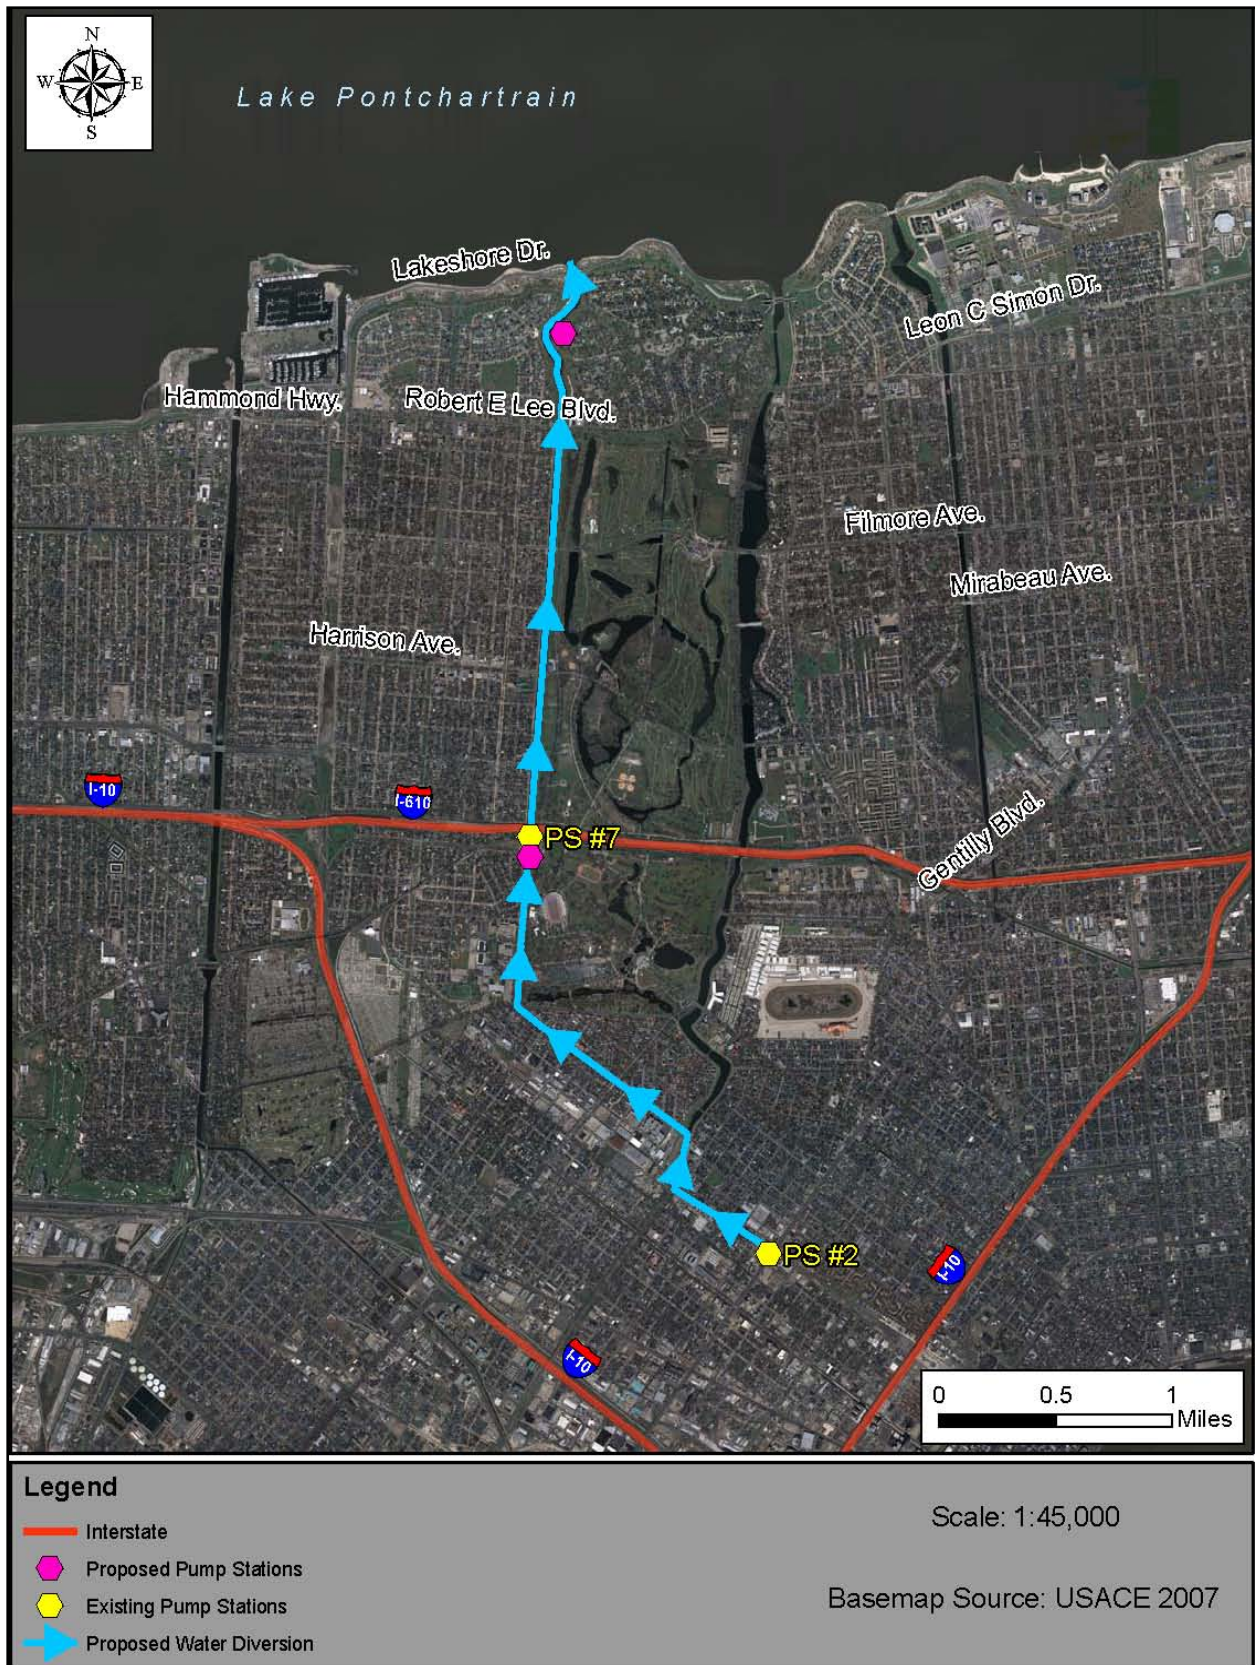 N
W E
S
Lake Pontchartrain
Lakeshore Dr.
Leon C Simon Dr.
Hammond Hwy.
Robert E Lee Blvd.
Filmore Ave.
Mirabeau Ave.
Harrison Ave.
I-10
I-610
PS #7
Gentilly Blvd.
PS #2
I-10
I-10
0 0.5 1
Miles
Legend
Interstate
Proposed Pump Stations
Existing Pump Stations
Proposed Water Diversion
Scale: 1:45,000
Basemap Source: USACE 2007